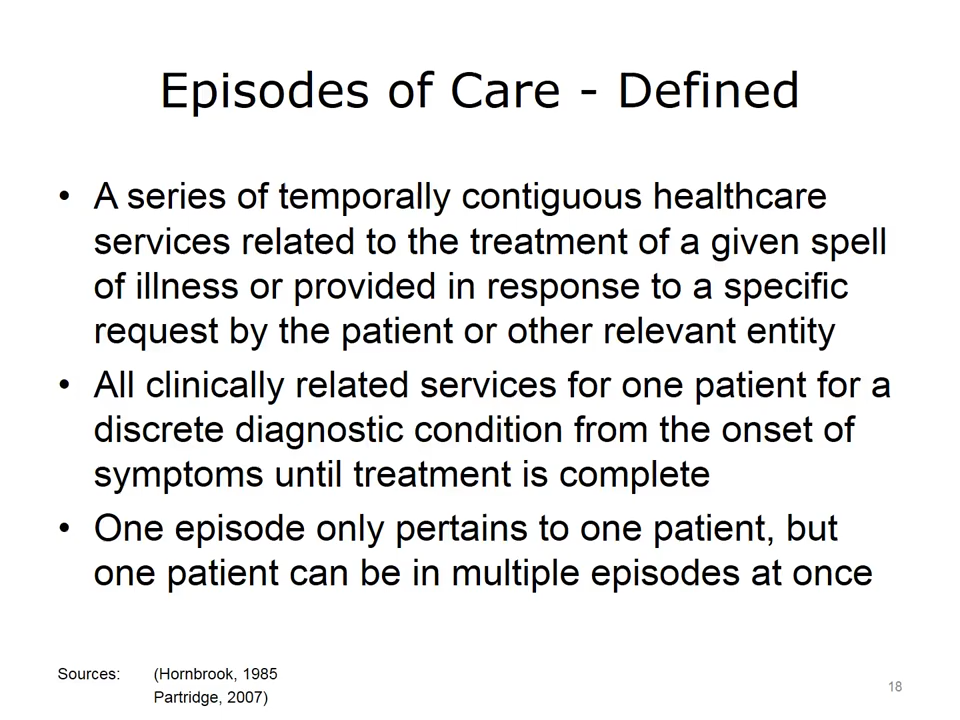 Episodes of Care - Defined
• A series of temporally contiguous healthcare
services related to the treatment of a given spell
of illness or provided in response to a specific
request by the patient or other relevant entity
• All clinically related services for one patient for a
discrete diagnostic condition from the onset of
symptoms until treatment is complete
• One episode only pertains to one patient, but
one patient can be in multiple episodes at once
Sources: (Hornbrook, 1985
Partridge, 2007)
18